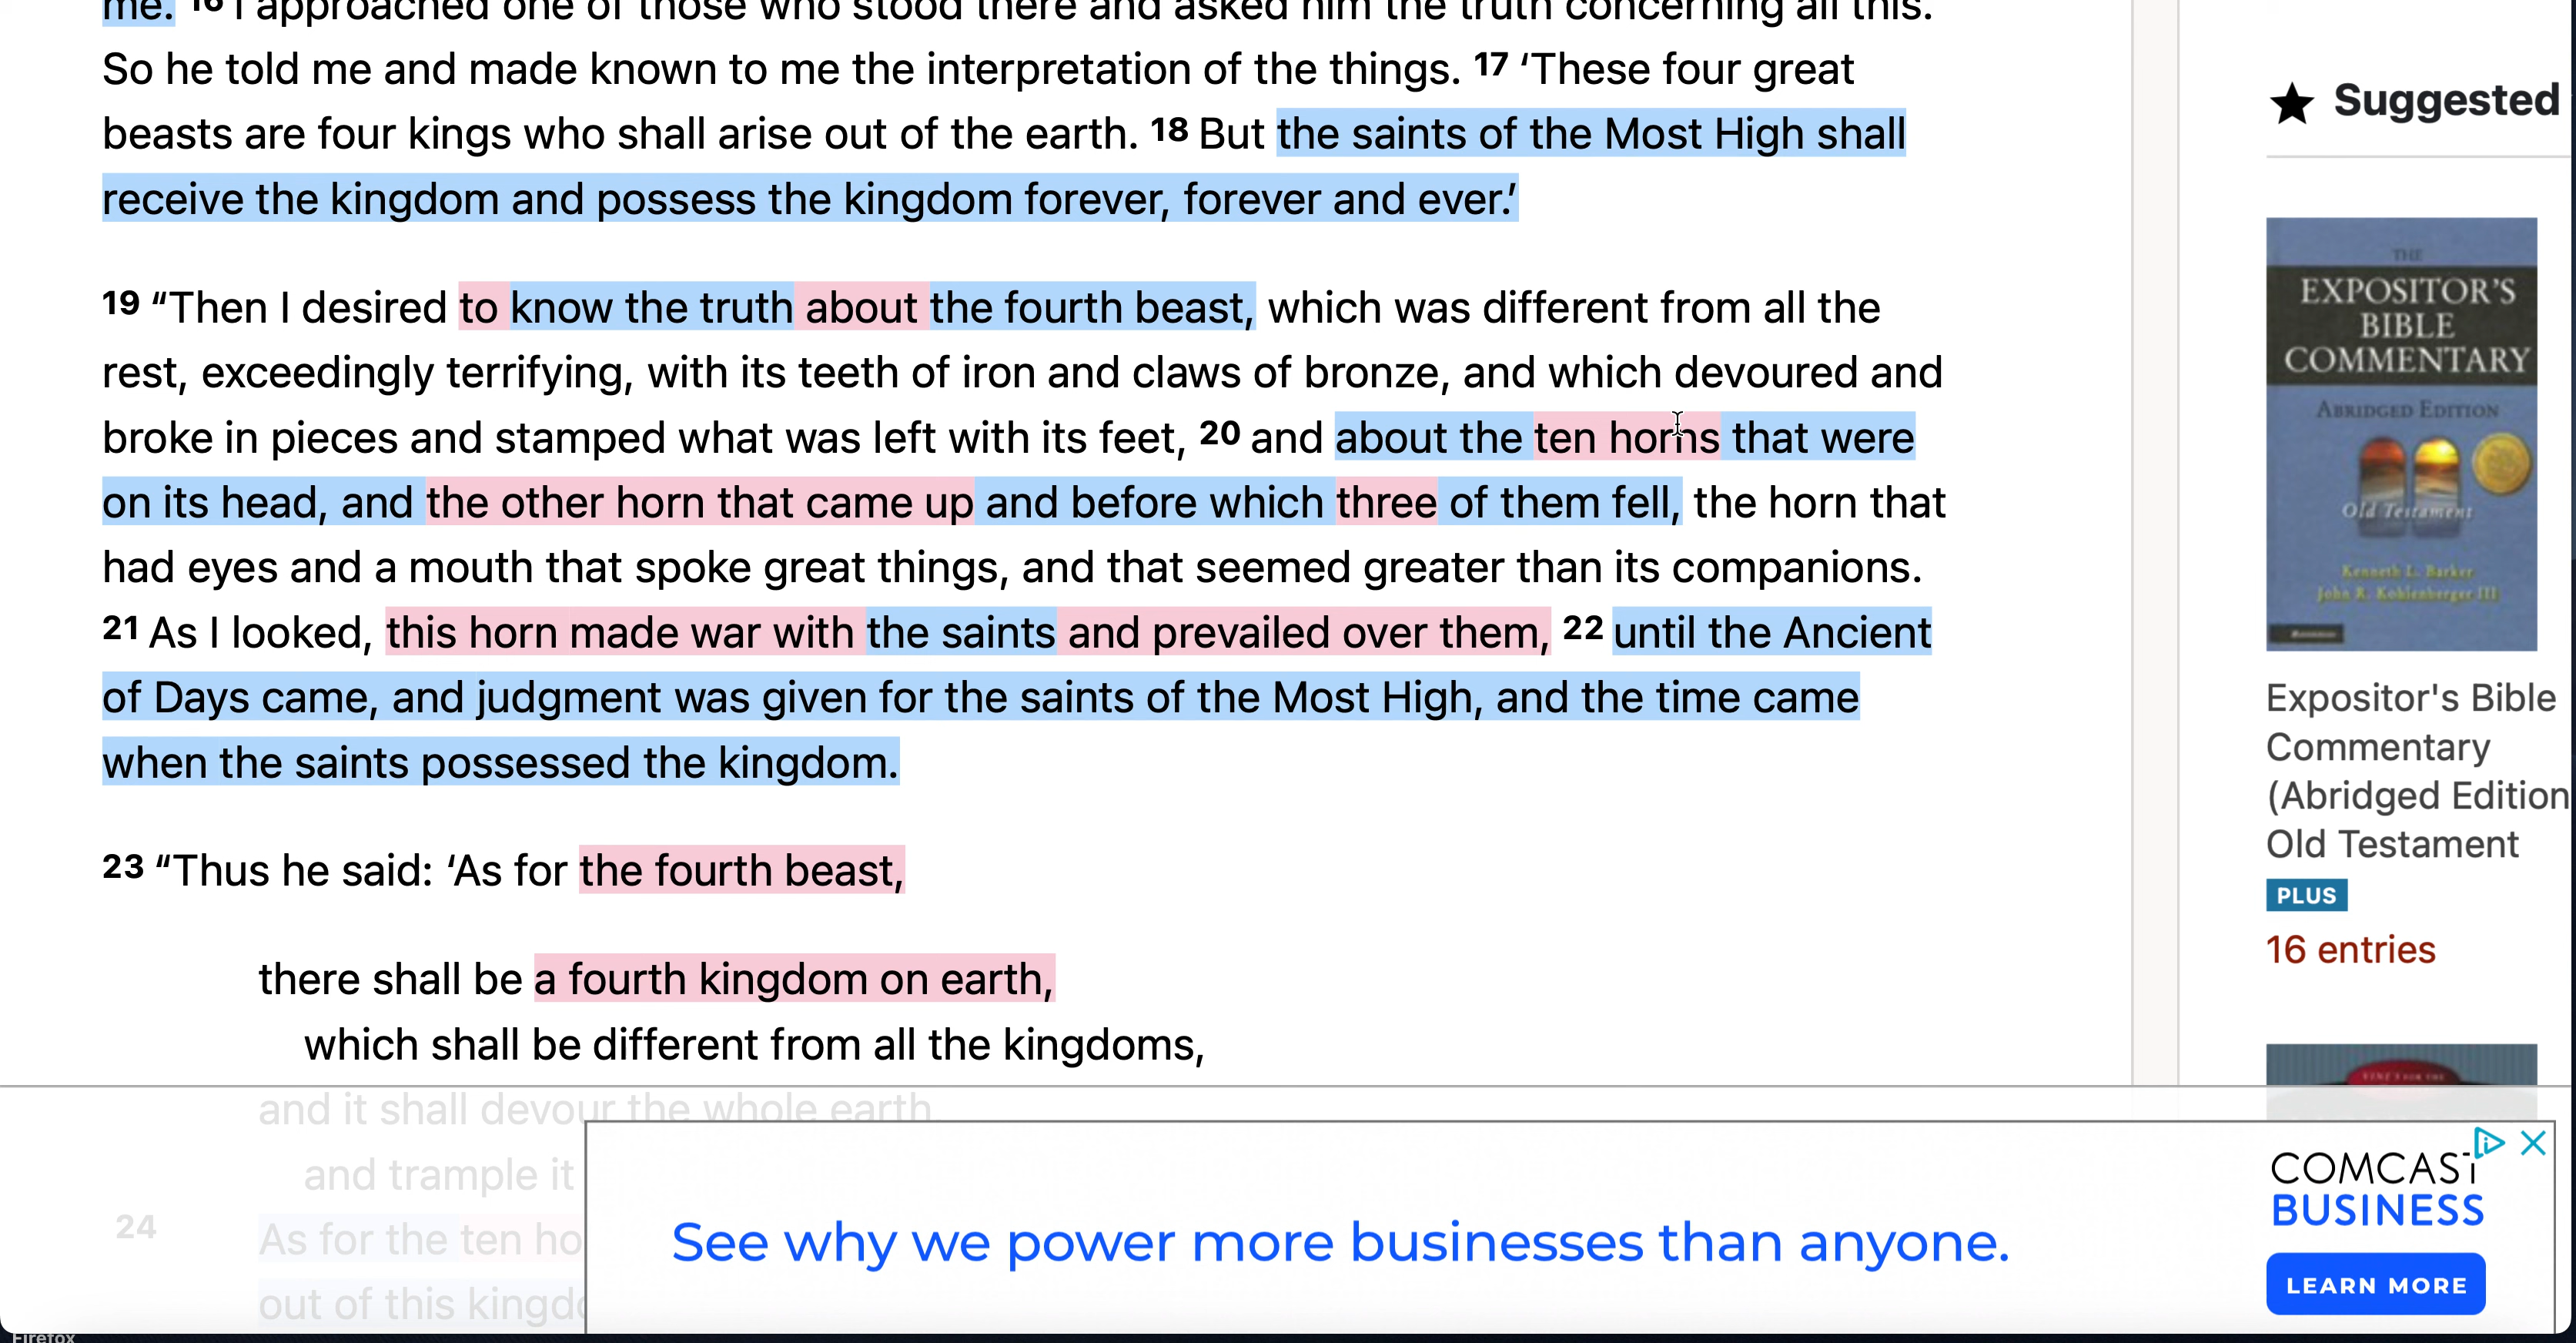 me.’ 16 I approached one of those who stood there and asked him the truth concerning all this.
So he told me and made known to me the interpretation of the things. 17 ‘These four great
beasts are four kings who shall arise out of the earth. 18 But the saints of the Most High shall
receive the kingdom and possess the kingdom forever, forever and ever.’
19 “Then I desired to know the truth about the fourth beast, which was different from all the
rest, exceedingly terrifying, with its teeth of iron and claws of bronze, and which devoured and
broke in pieces and stamped what was left with its feet, 20 and about the ten horns that were
on its head, and the other horn that came up and before which three of them fell, the horn that
had eyes and a mouth that spoke great things, and that seemed greater than its companions.
21 As I looked, this horn made war with the saints and prevailed over them, 22 until the Ancient
of Days came, and judgment was given for the saints of the Most High, and the time came
when the saints possessed the kingdom.
23 “Thus he said: ‘As for the fourth beast,
there shall be a fourth kingdom on earth,
which shall be different from all the kingdoms,
and it shall devour the whole earth,
and trample it
24 As for the ten ho
out of this kingdo
Suggested
THE
EXPOSITOR'S
BIBLE
COMMENTARY
ABRIDGED EDITION
Old Testament
Kenneth L. Barker
John R. Kohlenberger III
Expositor's Bible
Commentary
(Abridged Edition
Old Testament
PLUS
16 entries
See why we power more businesses than anyone.
COMCAST
BUSINESS
LEARN MORE
Firefox